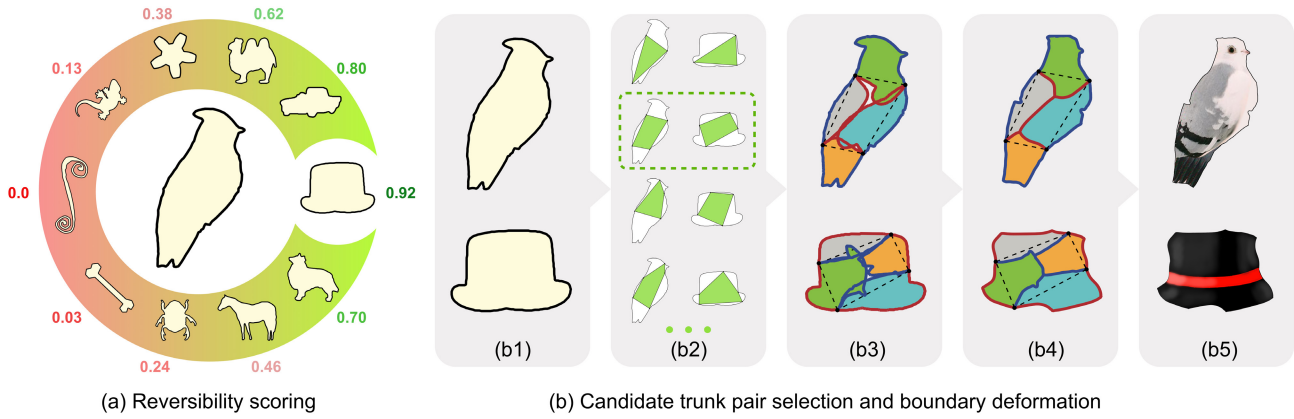 0.38
0.62
0.13
0.80
0.0
0.92
0.03
0.70
0.24
0.46
(a) Reversibility scoring
(b1)
(b2)
(b3)
(b4)
(b5)
(b) Candidate trunk pair selection and boundary deformation